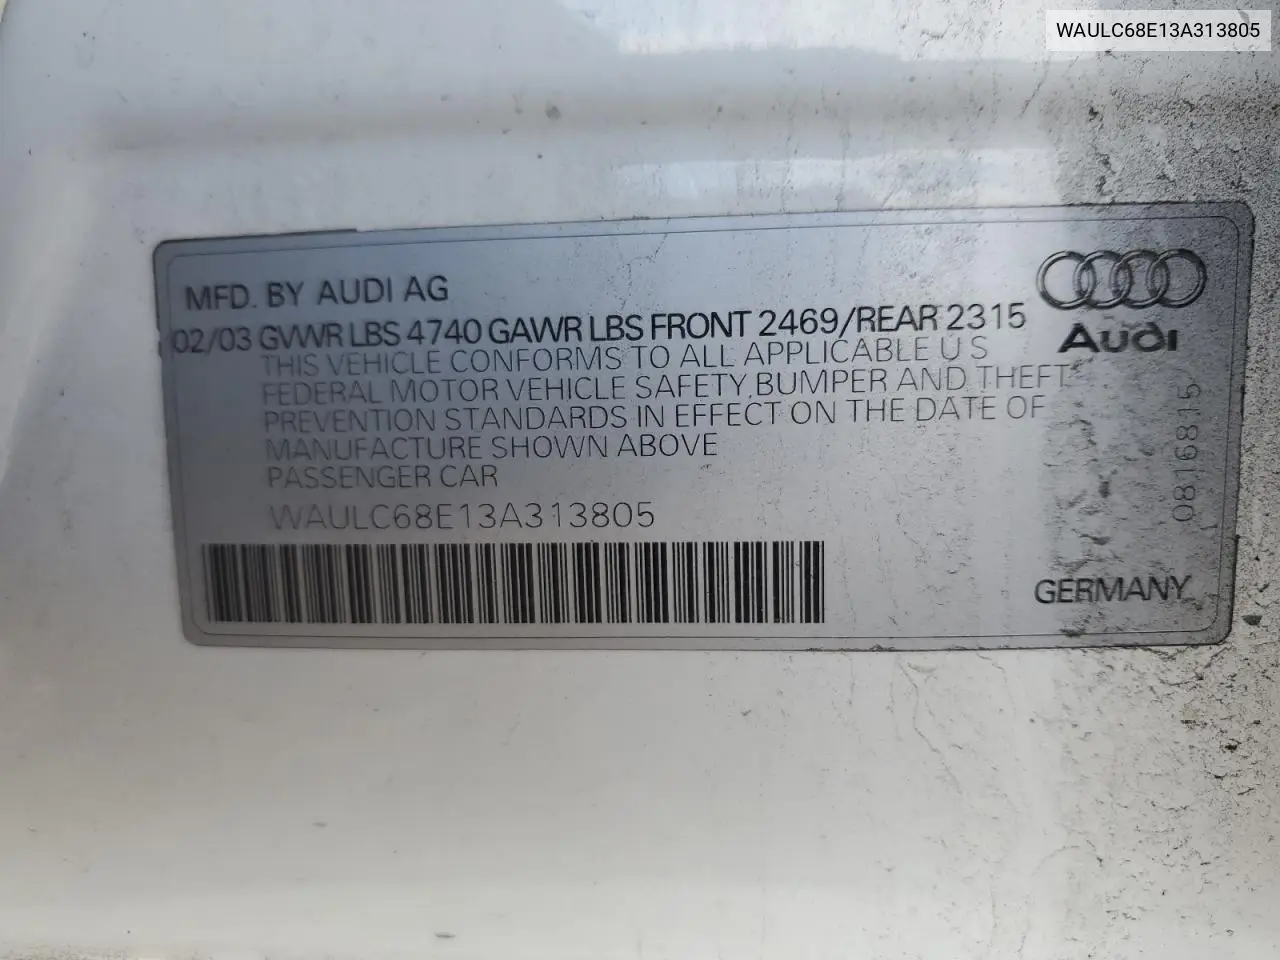 WAULC68E13A313805
MFD. BY AUDI AG
02/03 GVWR LBS 4740 GAWR LBS FRONT 2469/REAR 2315
THIS VEHICLE CONFORMS TO ALL APPLICABLE U S
FEDERAL MOTOR VEHICLE SAFETY, BUMPER AND THEFT
PREVENTION STANDARDS IN EFFECT ON THE DATE OF
MANUFACTURE SHOWN ABOVE
PASSENGER CAR
WAULC68E13A313805
Audi
0816815
GERMANY